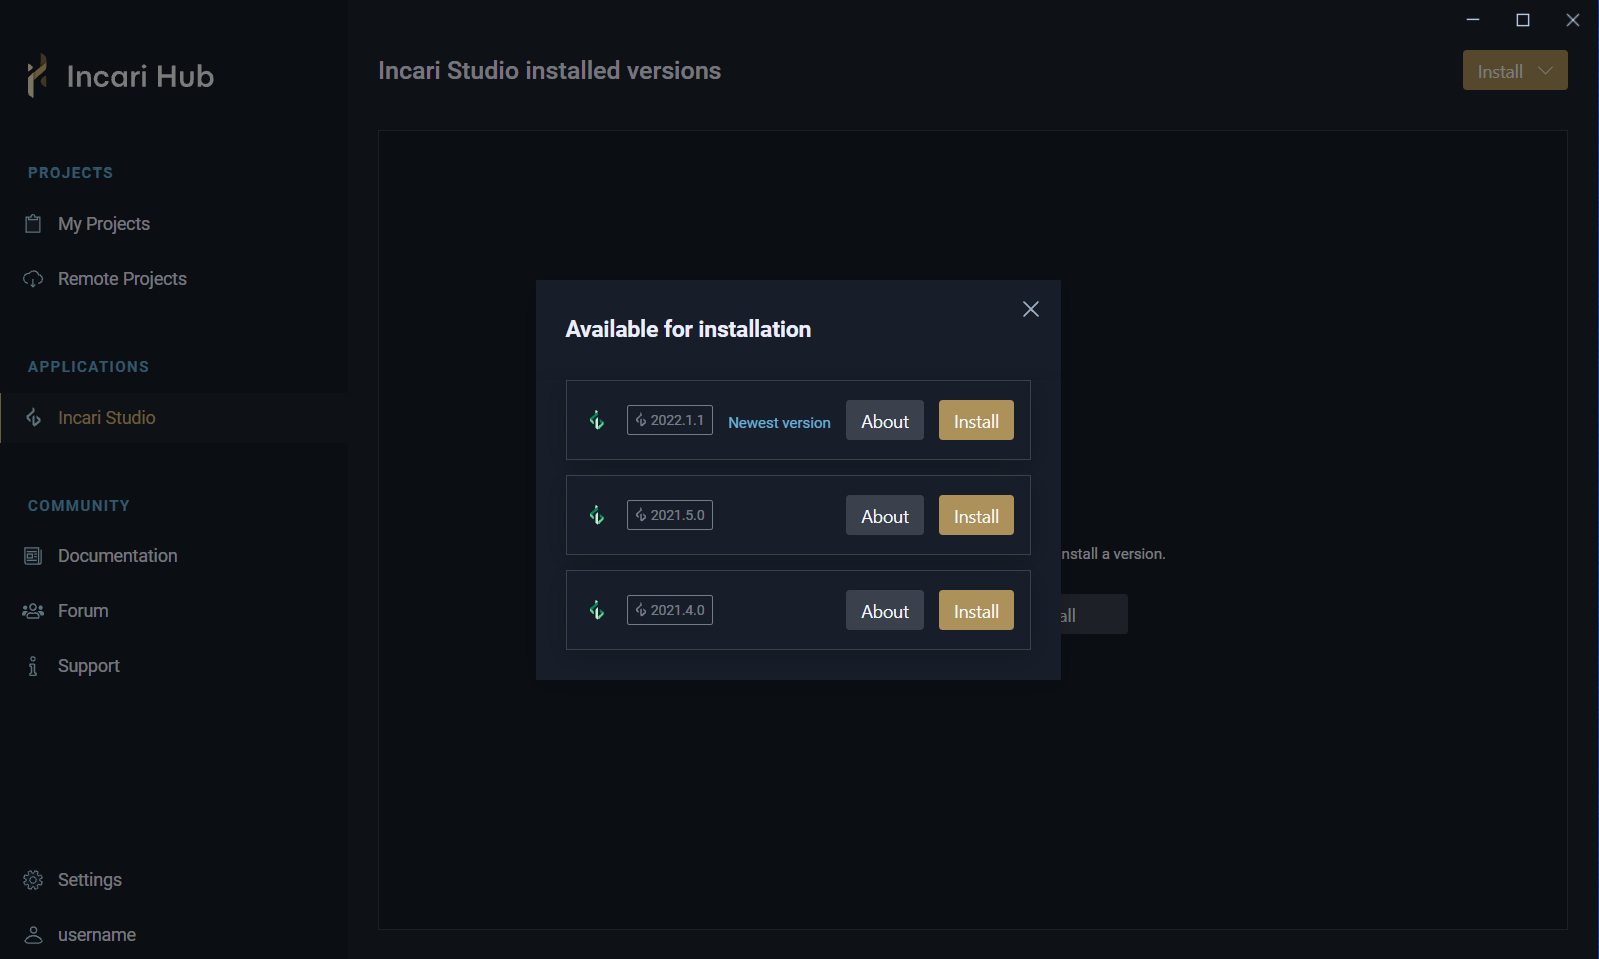 Incari Hub
PROJECTS
My Projects
Remote Projects
APPLICATIONS
Incari Studio
COMMUNITY
Documentation
Forum
Support
Settings
username
Incari Studio installed versions
Install
Available for installation
2022.1.1 Newest version About Install
2021.5.0 About Install
2021.4.0 About Install
a version.